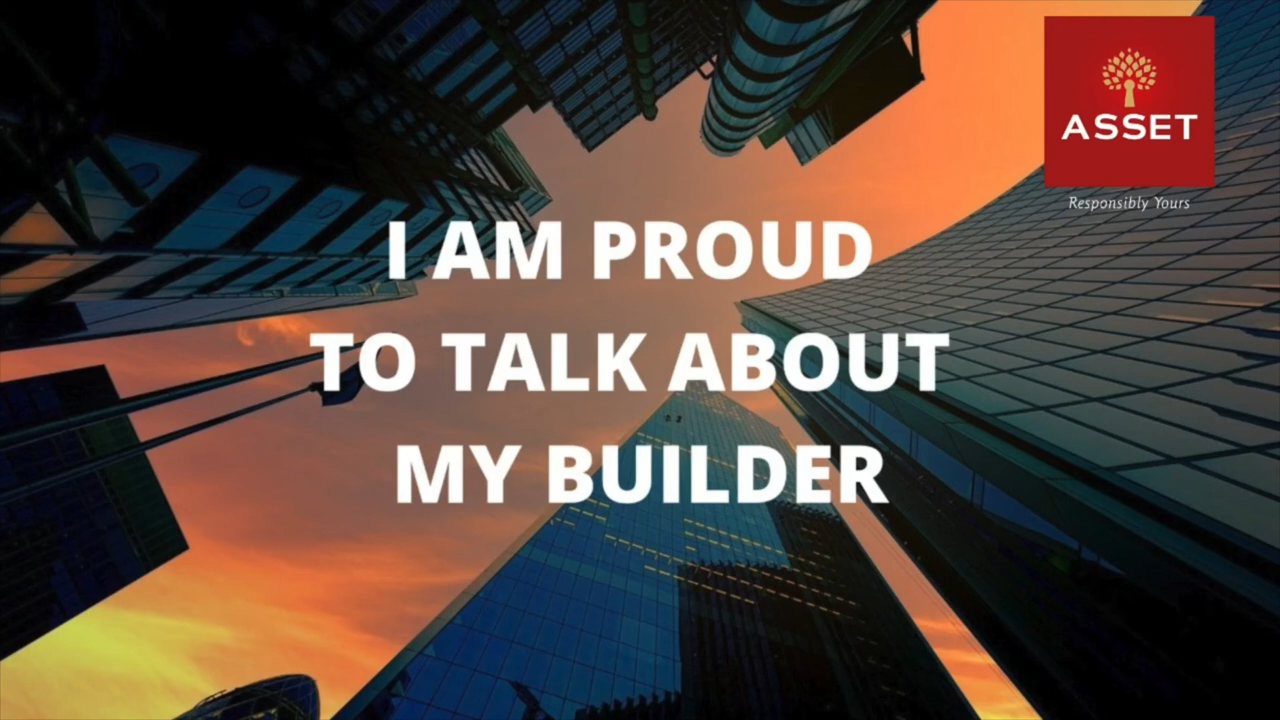 ASSET
Responsibly Yours
I AM PROUD
TO TALK ABOUT
MY BUILDER